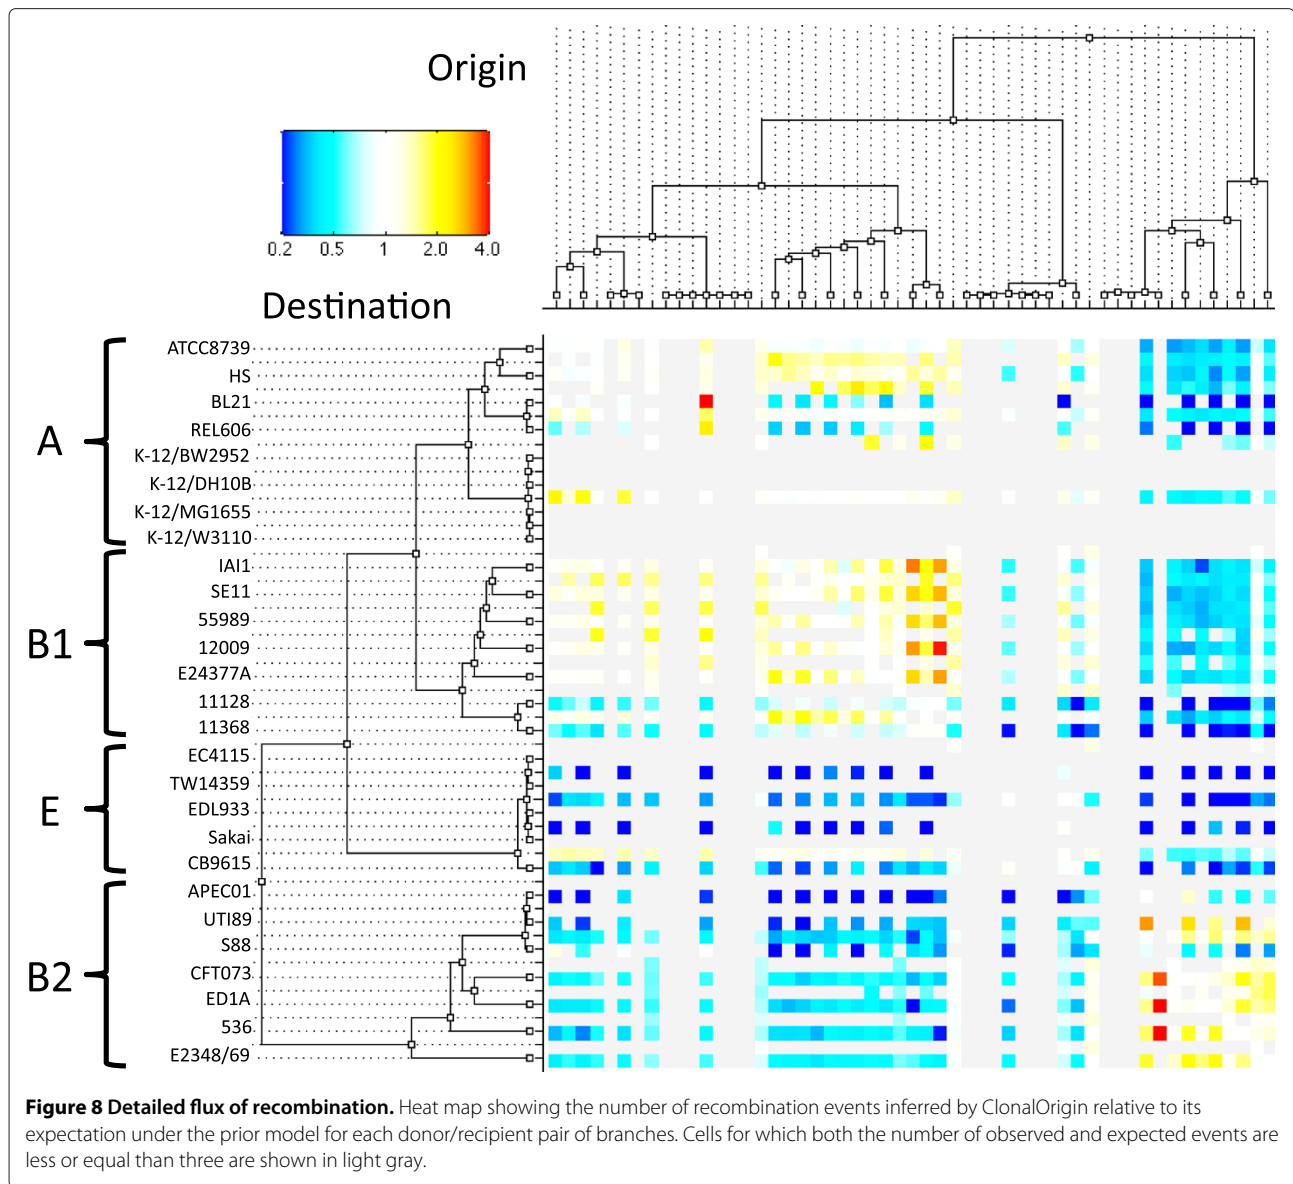 Origin
0.2 0.5 1 2.0 4.0
Destination
A
ATCC8739
HS
BL21
REL606
K-12/BW2952
K-12/DH10B
K-12/MG1655
K-12/W3110
B1
IAI1
SE11
55989
12009
E24377A
11128
11368
E
EC4115
TW14359
EDL933
Sakai
CB9615
B2
APEC01
UTI89
S88
CFT073
ED1A
536
E2348/69
Figure 8 Detailed flux of recombination. Heat map showing the number of recombination events inferred by ClonalOrigin relative to its
expectation under the prior model for each donor/recipient pair of branches. Cells for which both the number of observed and expected events are
less or equal than three are shown in light gray.